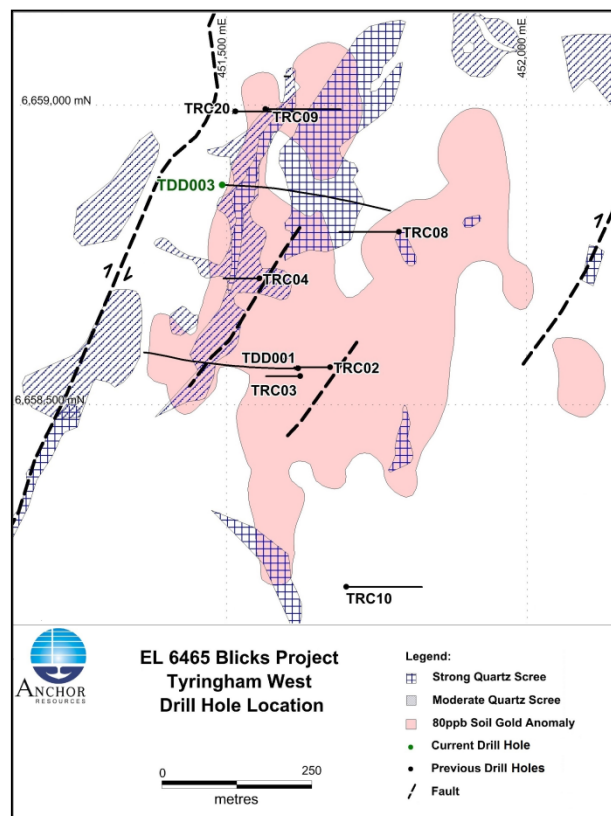 451,500 mE
452,000 mE
6,659,000 mN
TRC20
TRC09
TDD003
TRC08
TRC04
TDD001
TRC02
TRC03
6,658,500 mN
TRC10
ANCHOR
RESOURCES
EL 6465 Blicks Project
Tyringham West
Drill Hole Location
0
250
metres
Legend:
Strong Quartz Scree
Moderate Quartz Scree
80ppb Soil Gold Anomaly
Current Drill Hole
Previous Drill Holes
Fault